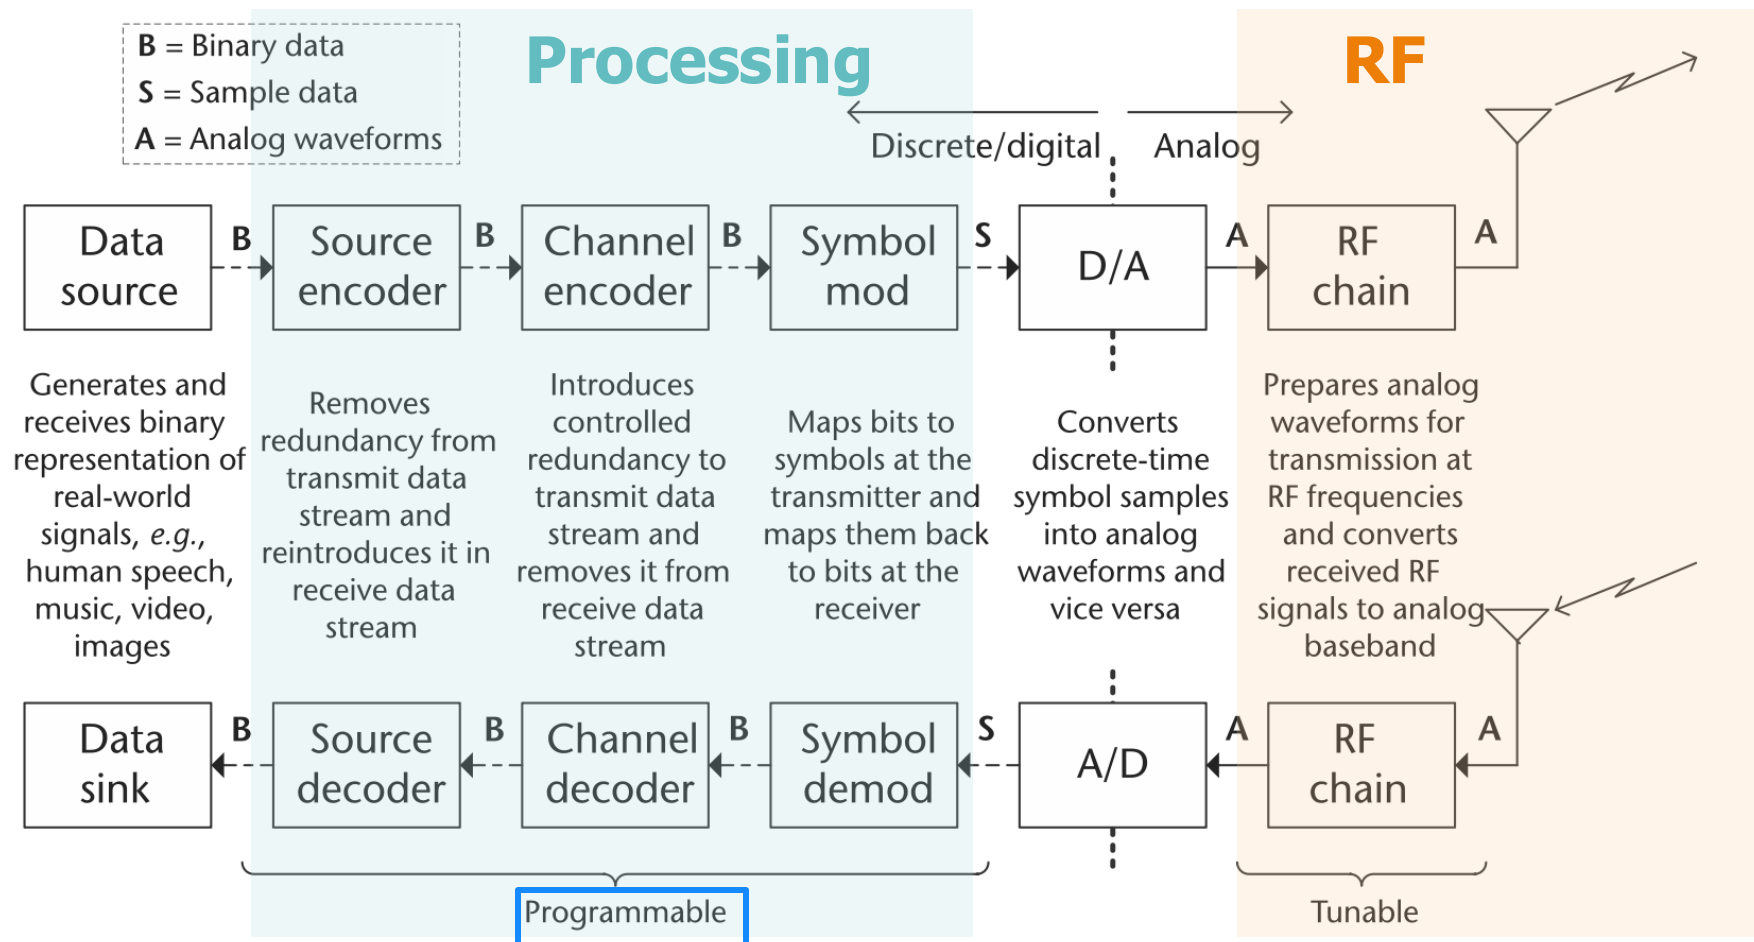 B = Binary data
S = Sample data
A = Analog waveforms
Processing
RF
Discrete/digital
Analog
Data
source
B
Source
encoder
B
Channel
encoder
B
Symbol
mod
S
D/A
A
RF
chain
A
Generates and
receives binary
representation of
real-world
signals, e.g.,
human speech,
music, video,
images
Removes
redundancy from
transmit data
stream and
reintroduces it in
receive data
stream
Introduces
controlled
redundancy to
transmit data
stream and
removes it from
receive data
stream
Maps bits to
symbols at the
transmitter and
maps them back
to bits at the
receiver
Converts
discrete-time
symbol samples
into analog
waveforms and
vice versa
Prepares analog
waveforms for
transmission at
RF frequencies
and converts
received RF
signals to analog
baseband
Data
sink
B
Source
decoder
B
Channel
decoder
B
Symbol
demod
S
A/D
A
RF
chain
A
Programmable
Tunable